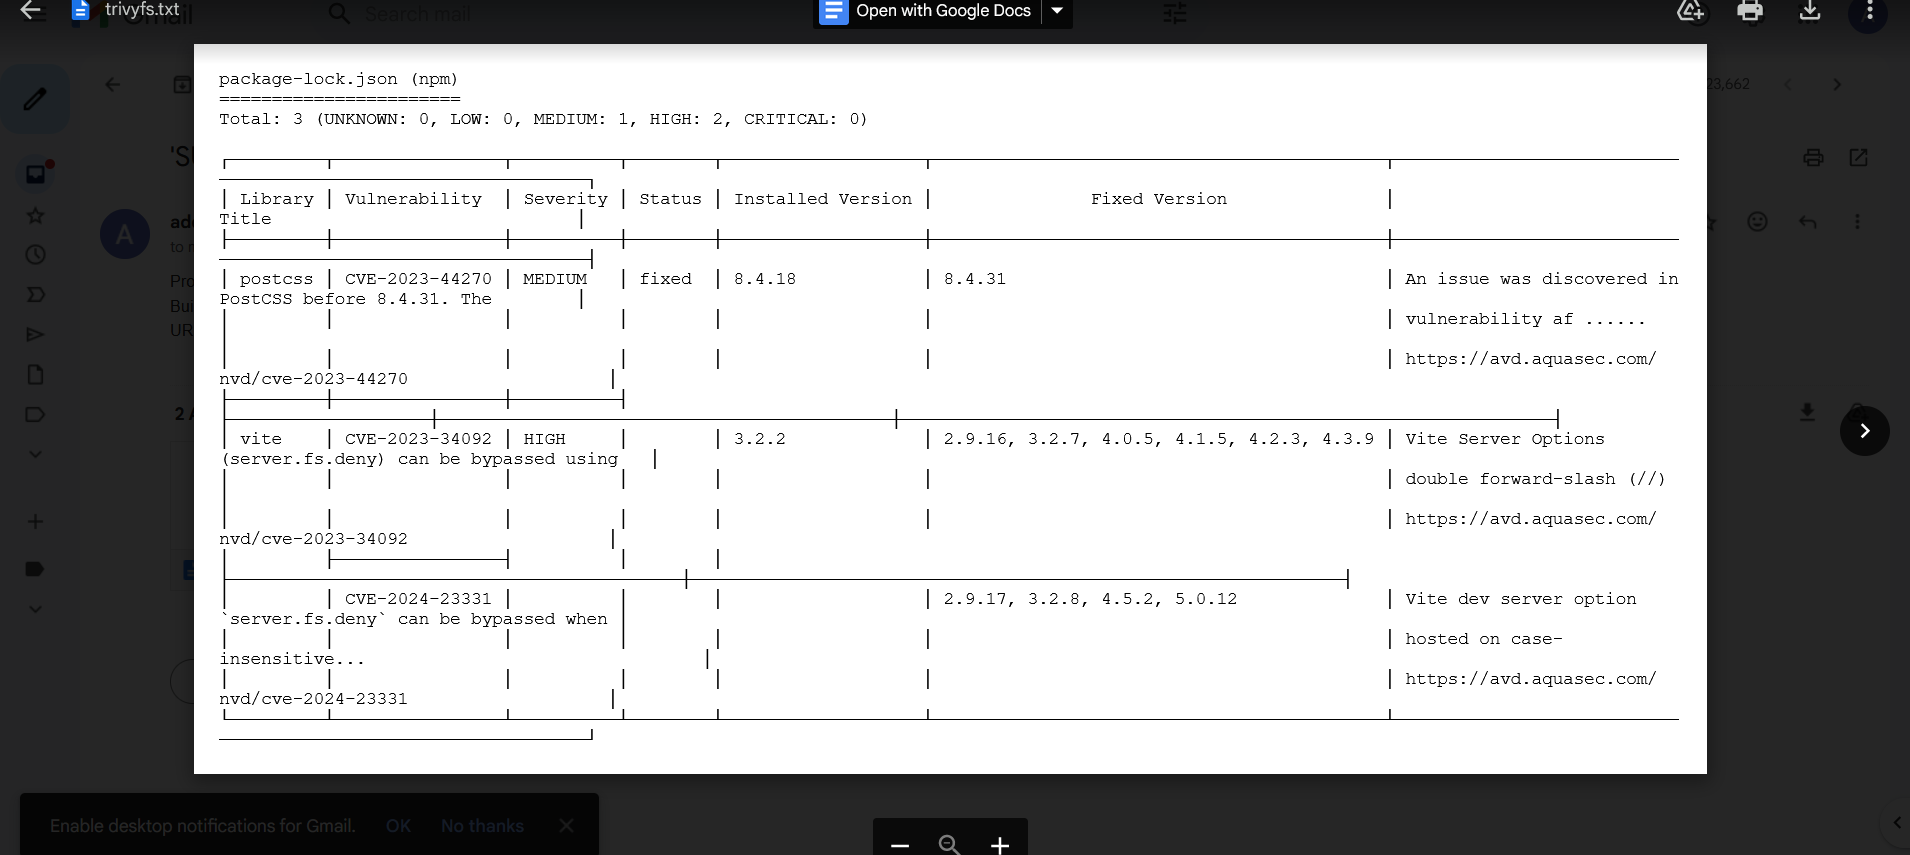 trivyfs.txt
Search mail
Open with Google Docs
23,662
package-lock.json (npm)
=======================
Total: 3 (UNKNOWN: 0, LOW: 0, MEDIUM: 1, HIGH: 2, CRITICAL: 0)
Library Vulnerability Severity Status Installed Version Fixed Version
Title
postcss CVE-2023-44270 MEDIUM fixed 8.4.18 8.4.31 An issue was discovered in
PostCSS before 8.4.31. The
vulnerability af ......
https://avd.aquasec.com/
nvd/cve-2023-44270
vite CVE-2023-34092 HIGH 3.2.2 2.9.16, 3.2.7, 4.0.5, 4.1.5, 4.2.3, 4.3.9 Vite Server Options
(server.fs.deny) can be bypassed using
double forward-slash (//)
https://avd.aquasec.com/
nvd/cve-2023-34092
CVE-2024-23331 2.9.17, 3.2.8, 4.5.2, 5.0.12 Vite dev server option
`server.fs.deny` can be bypassed when
hosted on case-
insensitive...
https://avd.aquasec.com/
nvd/cve-2024-23331
A
to
Enable desktop notifications for Gmail. OK No thanks